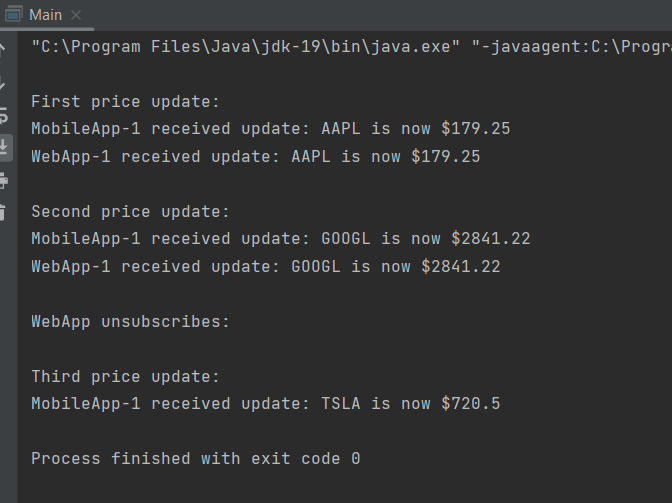 Main
"C:\Program Files\Java\jdk-19\bin\java.exe" "-javaagent:C:\Progr
First price update:
MobileApp-1 received update: AAPL is now $179.25
WebApp-1 received update: AAPL is now $179.25
Second price update:
MobileApp-1 received update: GOOGL is now $2841.22
WebApp-1 received update: GOOGL is now $2841.22
WebApp unsubscribes:
Third price update:
MobileApp-1 received update: TSLA is now $720.5
Process finished with exit code 0